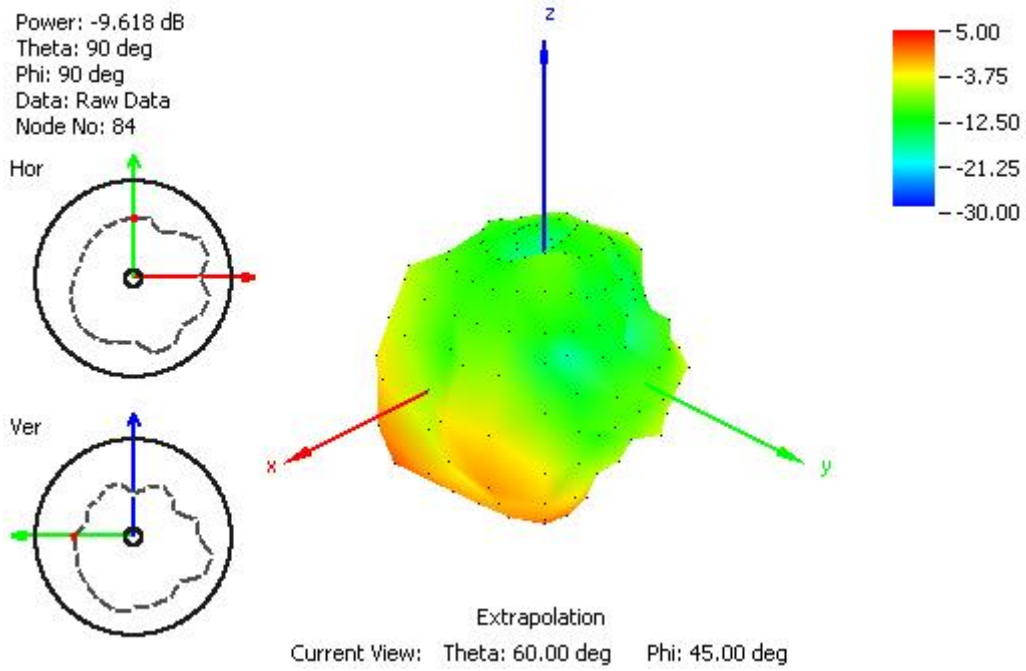 Power: -9.618 dB
Theta: 90 deg
Phi: 90 deg
Data: Raw Data
Node No: 84
Hor
Ver
z
x
y
5.00
-3.75
-12.50
-21.25
-30.00
Extrapolation
Current View: Theta: 60.00 deg Phi: 45.00 deg